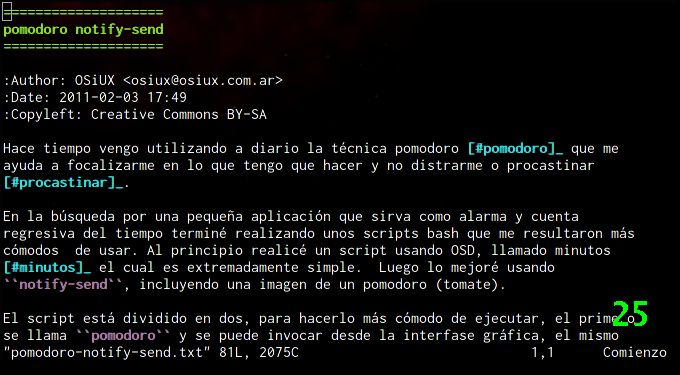 ===================
pomodoro notify-send
===================
:Author: OSiUX <osiux@osiux.com.ar>
:Date: 2011-02-03 17:49
:Copyleft: Creative Commons BY-SA
Hace tiempo vengo utilizando a diario la técnica pomodoro [#pomodoro]_ que me
ayuda a focalizarme en lo que tengo que hacer y no distrarme o procastinar
[#procastinar]_.
En la búsqueda por una pequeña aplicación que sirva como alarma y cuenta
regresiva del tiempo terminé realizando unos scripts bash que me resultaron más
cómodos  de usar. Al principio realicé un script usando OSD, llamado minutos
[#minutos]_ el cual es extremadamente simple.  Luego lo mejoré usando
``notify-send``, incluyendo una imagen de un pomodoro (tomate).
El script está dividido en dos, para hacerlo más cómodo de ejecutar, el
se llama ``pomodoro`` y se puede invocar desde la interfase gráfica, el mismo
25
"pomodoro-notify-send.txt" 81L, 2075C 1,1 Comienzo